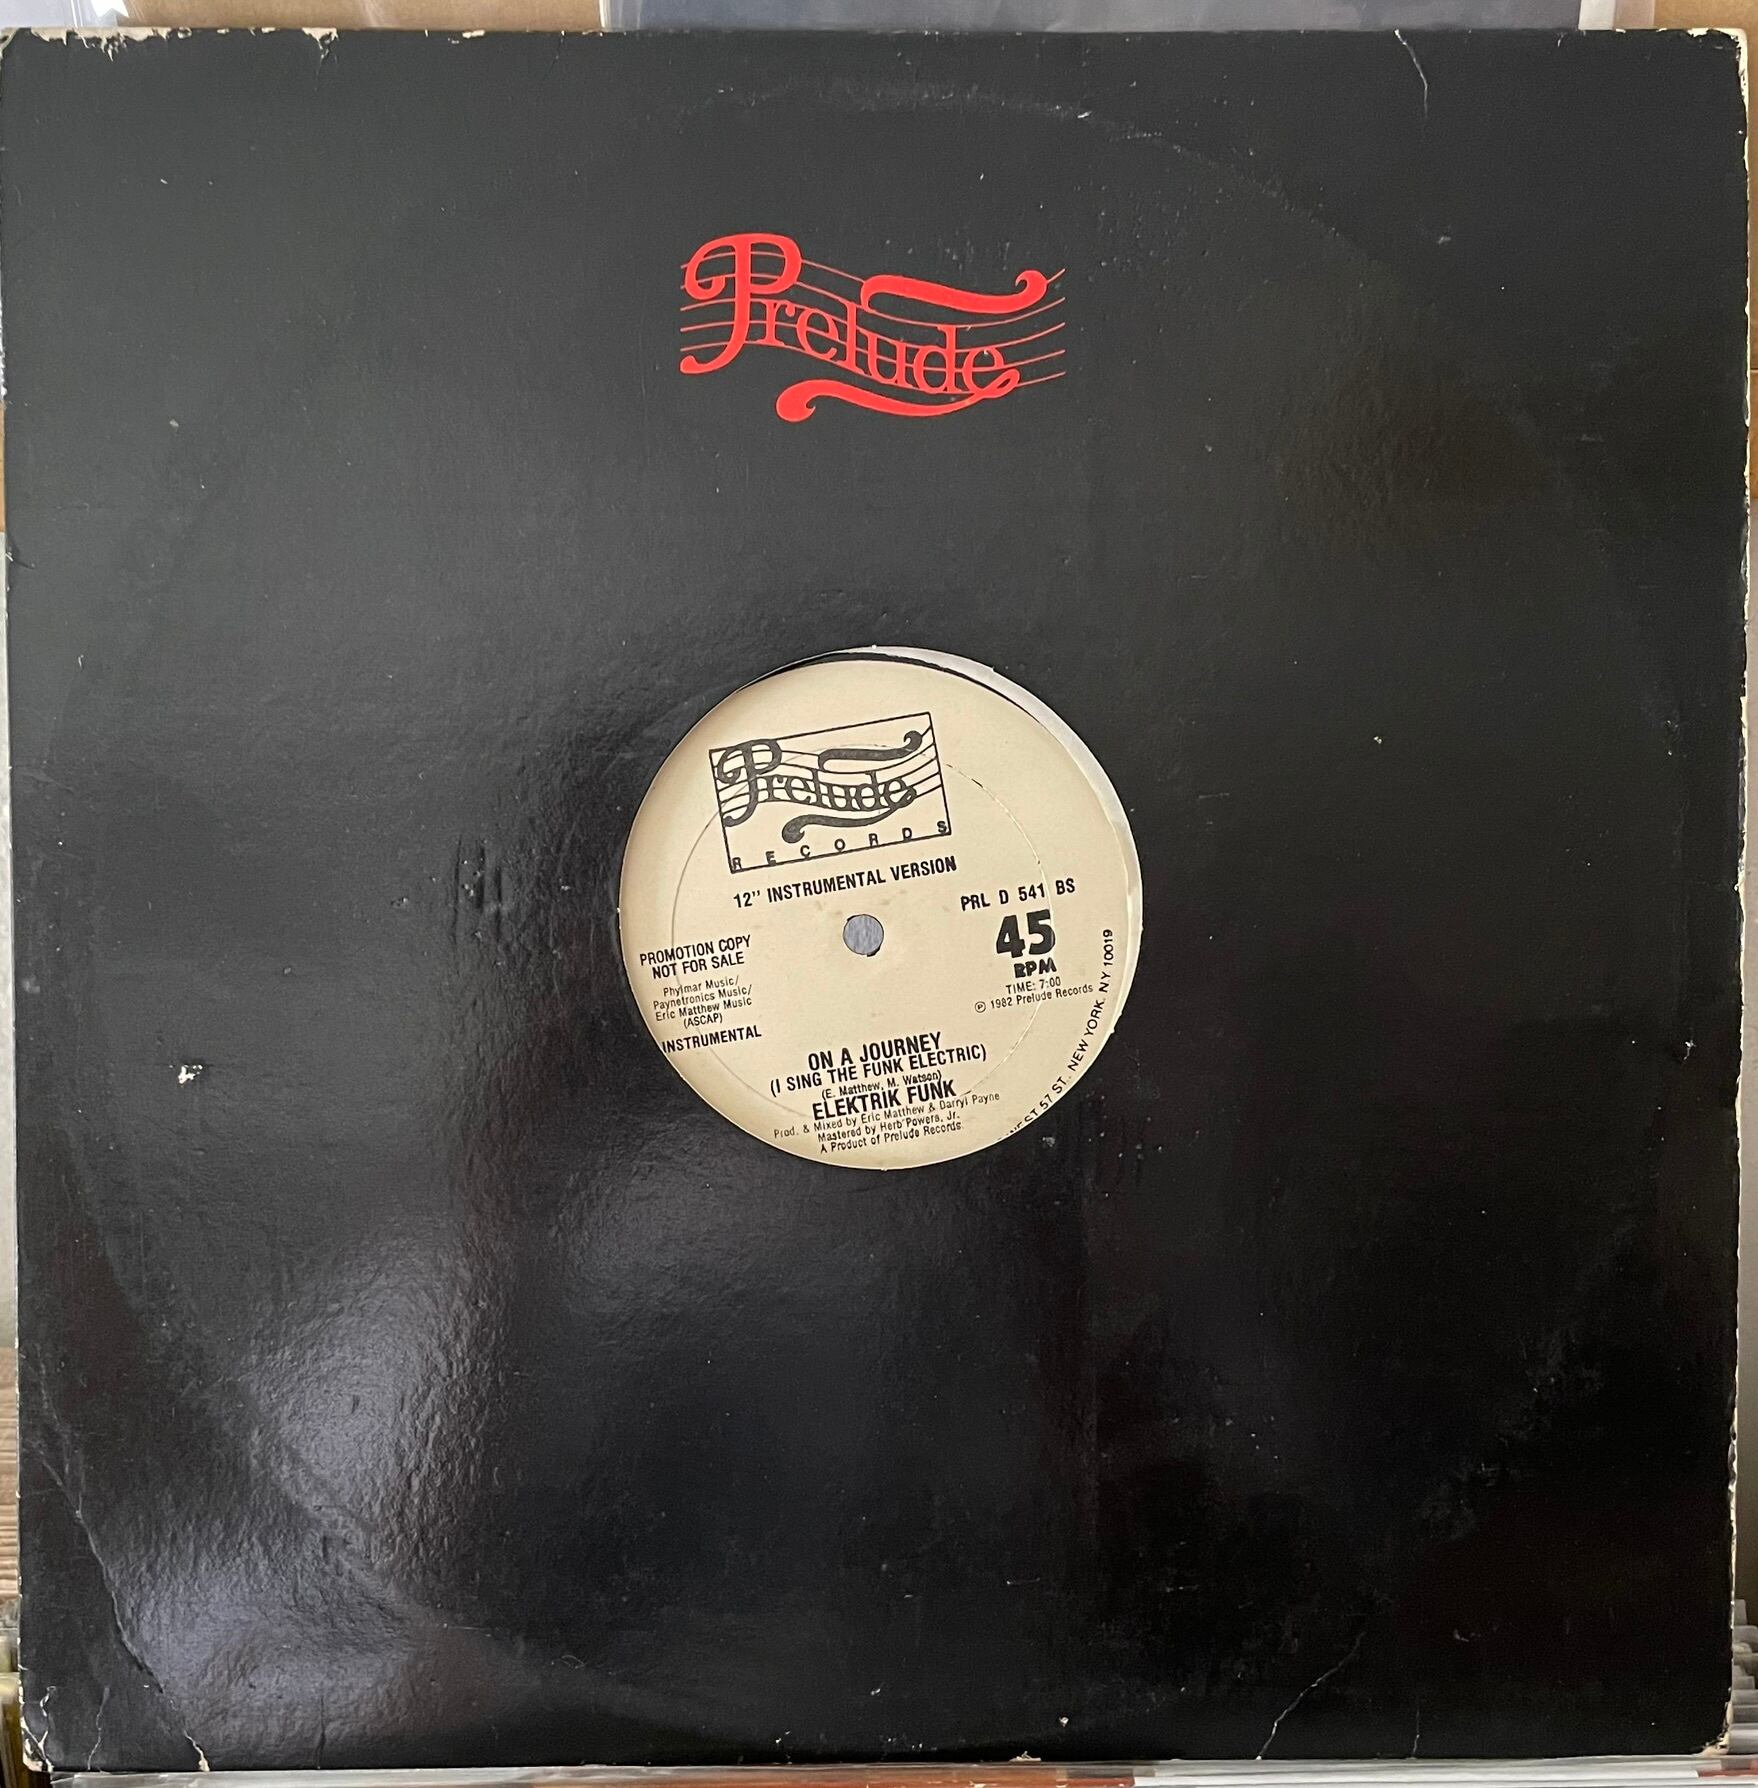 Prelude
Prelude
RECORDS
12" INSTRUMENTAL VERSION
PRL D 541 BS
45
RPM
TIME: 7:00
℗ 1982 Prelude Records
PROMOTION COPY
NOT FOR SALE
Phylmar Music/
Paynetronics Music/
Eric Matthew Music
(ASCAP)
INSTRUMENTAL
ON A JOURNEY
(I SING THE FUNK ELECTRIC)
(E. Matthew, M. Watson)
ELEKTRIK FUNK
Prod. & Mixed by Eric Matthew & Darryl Payne
Mastered by Herb Powers, Jr.
A Product of Prelude Records.
57 ST. NEW YORK. N.Y 10019